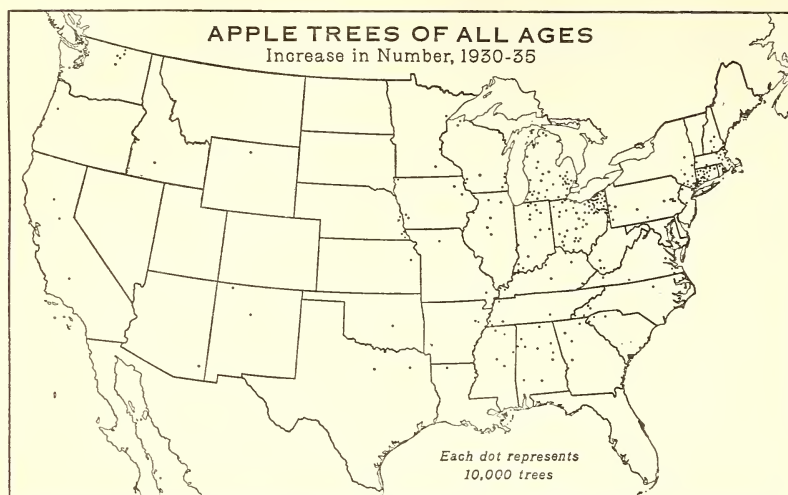 APPLE TREES OF ALL AGES
Increase in Number, 1930-35
Each dot represents
10,000 trees